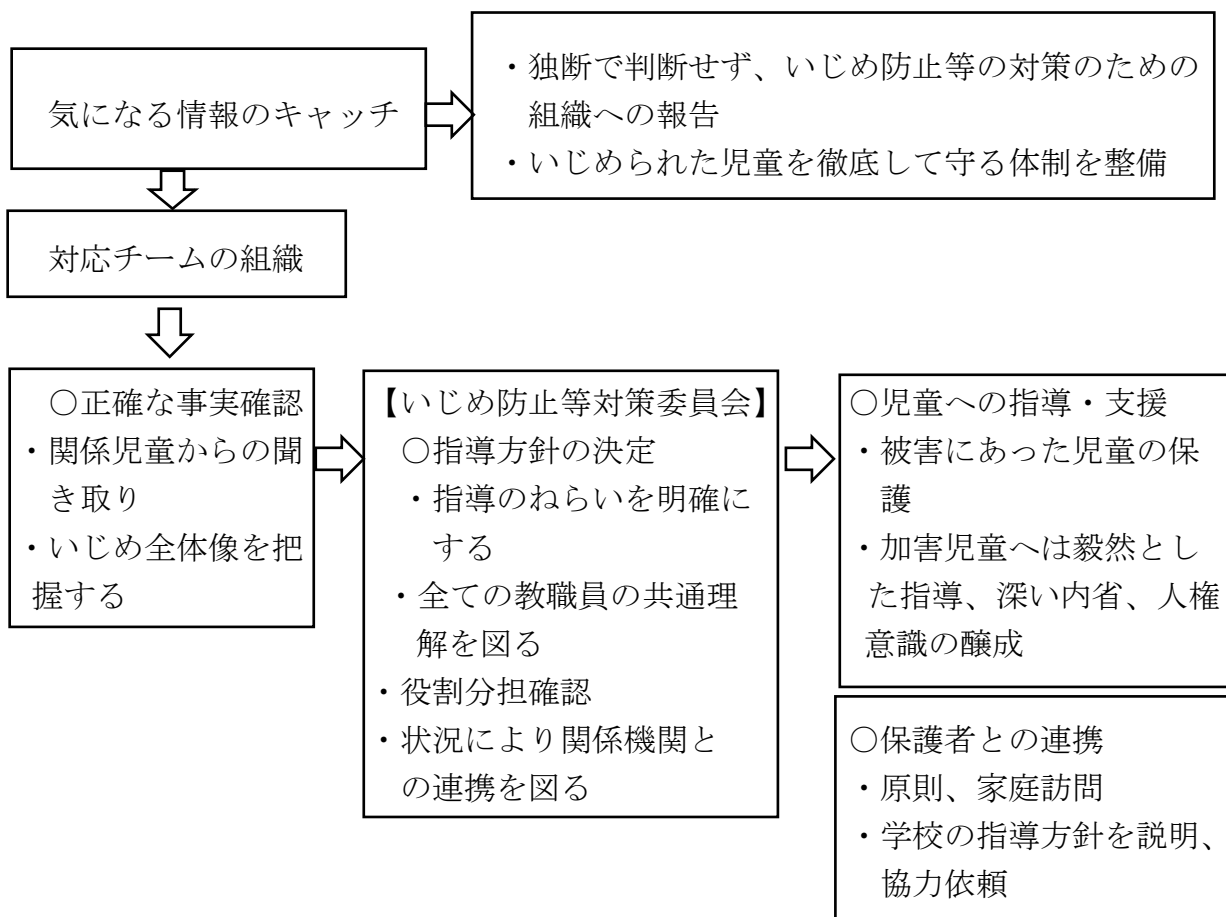 気になる情報のキャッチ
・独断で判断せず、いじめ防止等の対策のための
組織への報告
・いじめられた児童を徹底して守る体制を整備
対応チームの組織
○正確な事実確認
・関係児童からの聞
き取り
・いじめ全体像を把
握する
【いじめ防止等対策委員会】
○指導方針の決定
・指導のねらいを明確に
する
・全ての教職員の共通理
解を図る
・役割分担確認
・状況により関係機関と
の連携を図る
○児童への指導・支援
・被害にあった児童の保
護
・加害児童へは毅然とし
た指導、深い内省、人権
意識の醸成
○保護者との連携
・原則、家庭訪問
・学校の指導方針を説明、
協力依頼